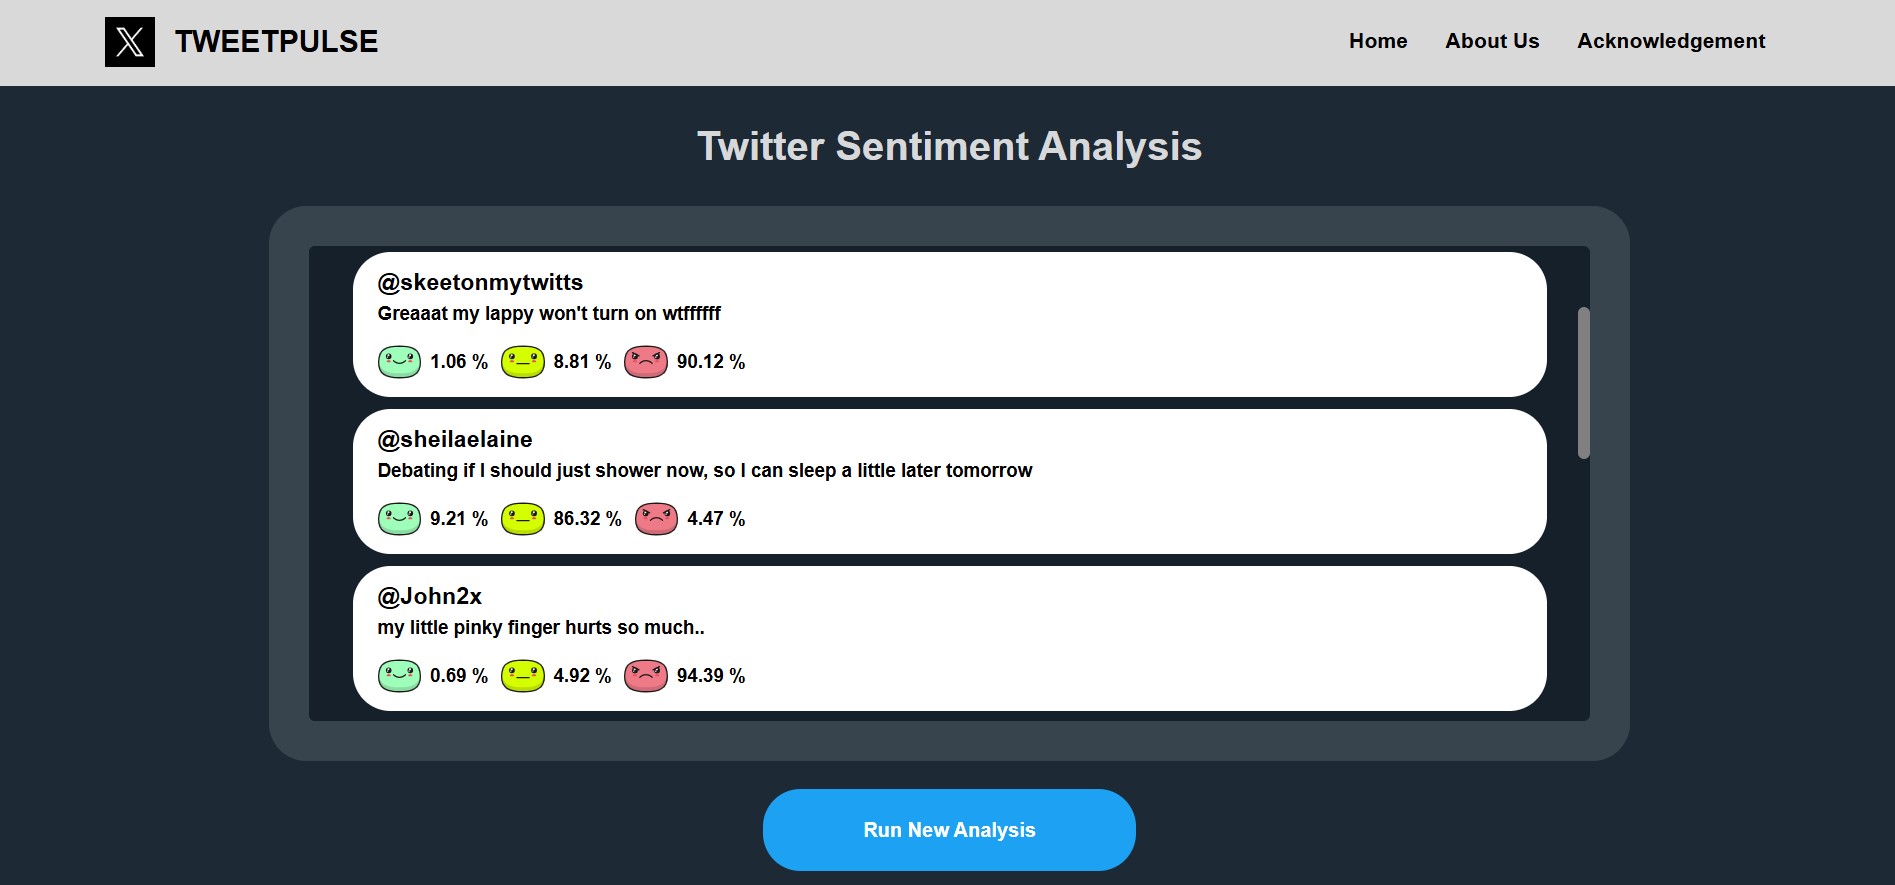 TWEETPULSE
Home About Us Acknowledgement
Twitter Sentiment Analysis
@skeetonmytwitts
Greaaat my lappy won't turn on wtffffff
1.06 % 8.81 % 90.12 %
@sheilaelaine
Debating if I should just shower now, so I can sleep a little later tomorrow
9.21 % 86.32 % 4.47 %
@John2x
my little pinky finger hurts so much..
0.69 % 4.92 % 94.39 %
Run New Analysis